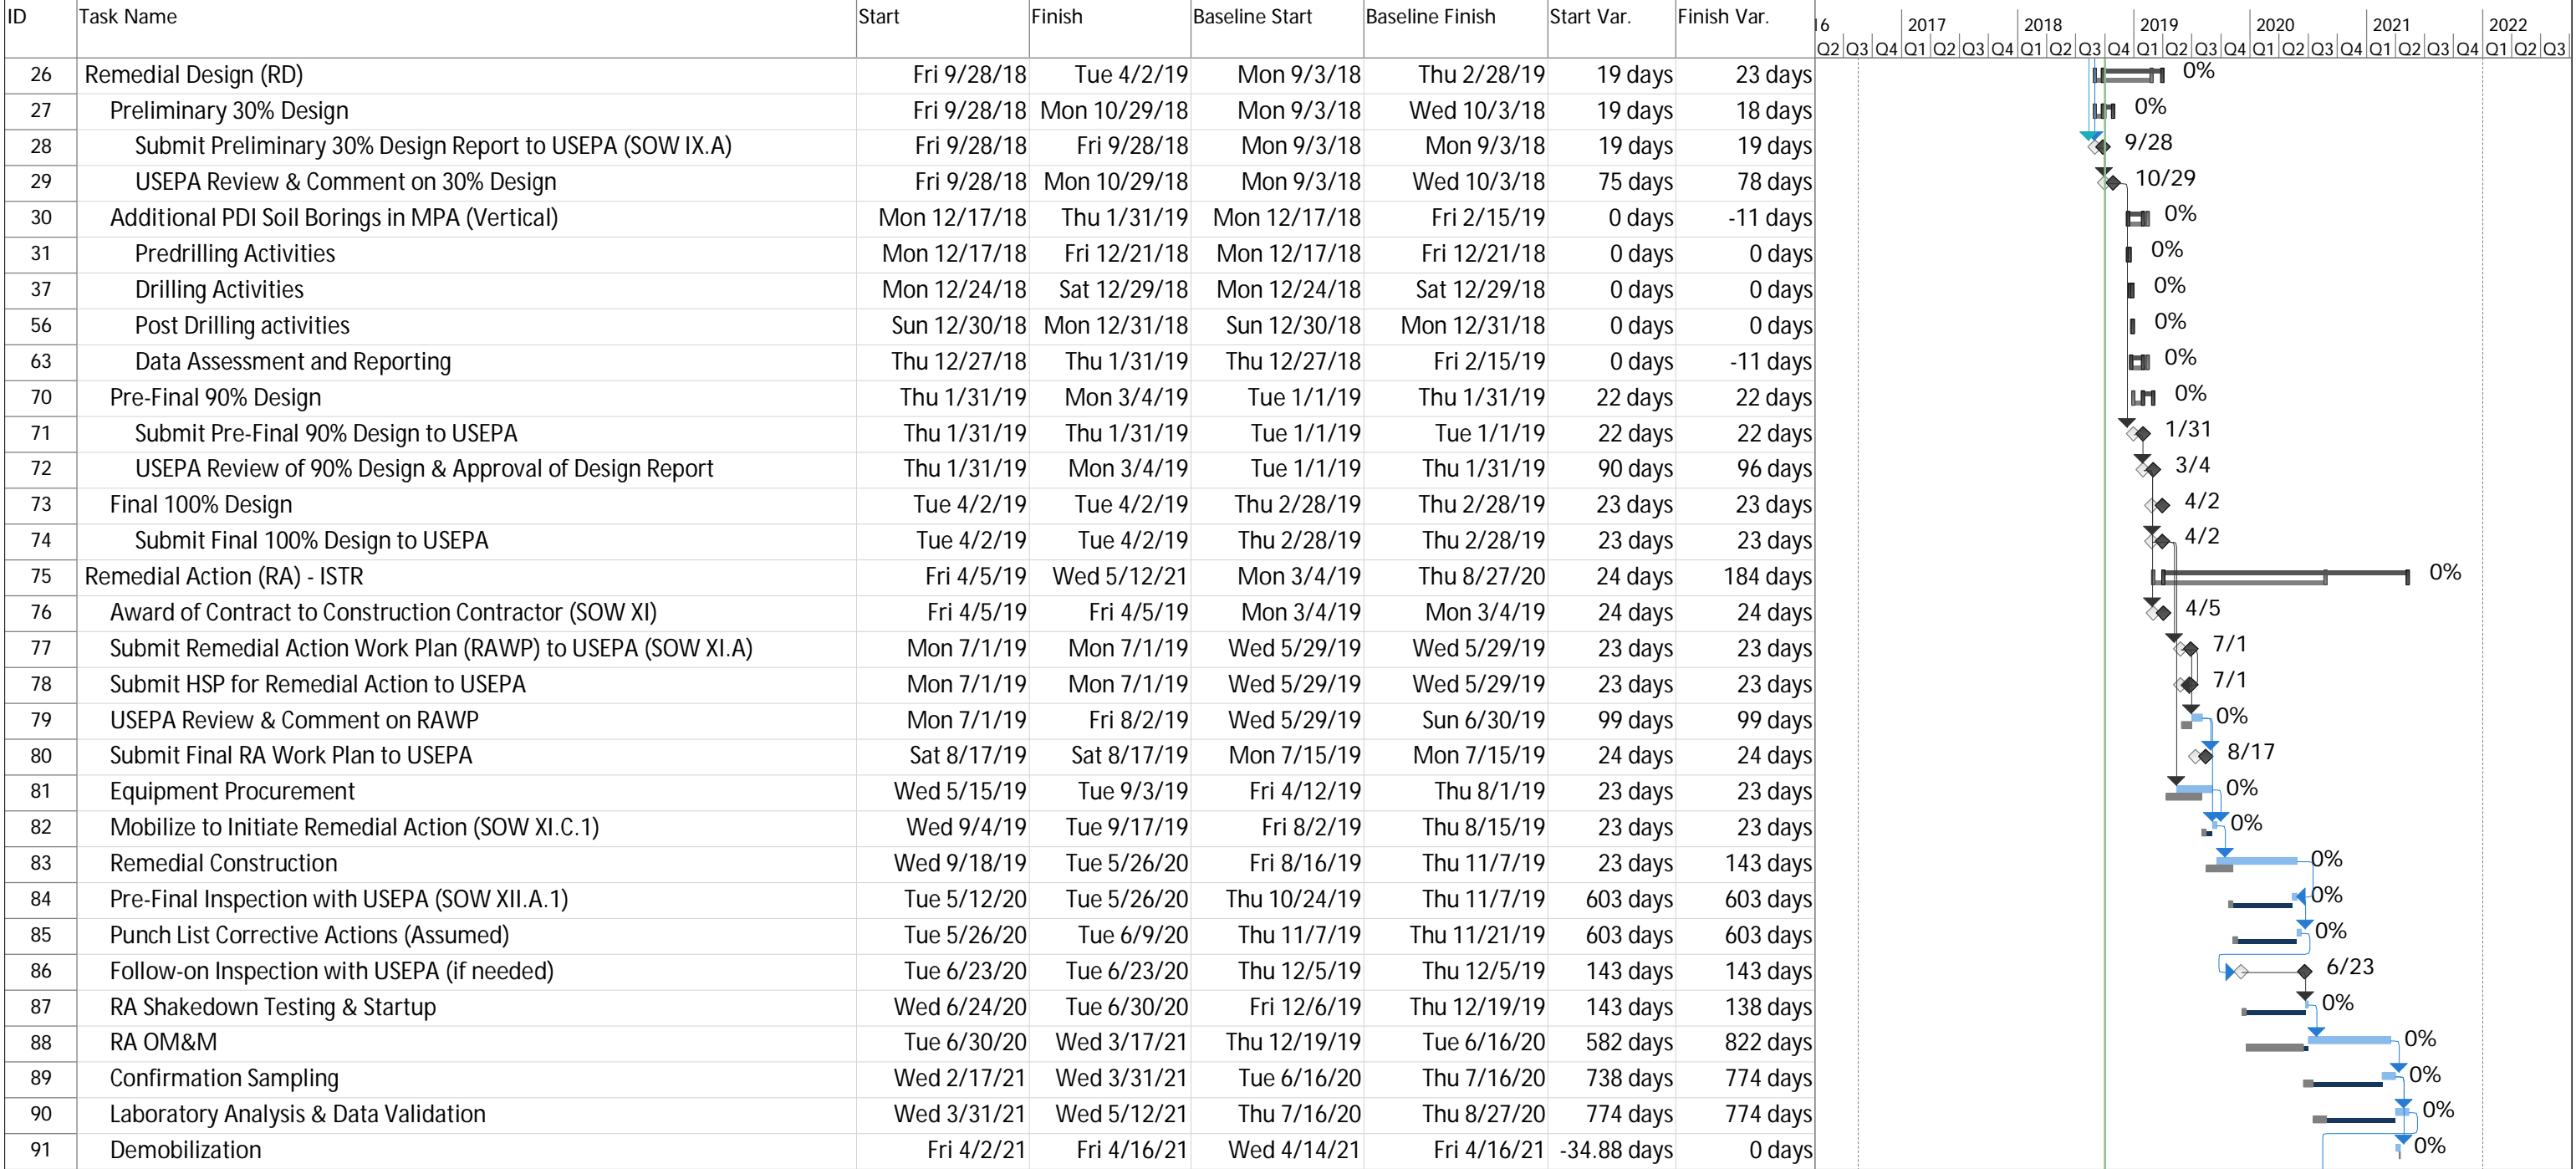 ID Task Name Start Finish Baseline Start Baseline Finish Start Var. Finish Var. 16 2017 2018 2019 2020 2021 2022
Q2 Q3 Q4 Q1 Q2 Q3 Q4 Q1 Q2 Q3 Q4 Q1 Q2 Q3 Q4 Q1 Q2 Q3 Q4 Q1 Q2 Q3 Q4 Q1 Q2 Q3
26 Remedial Design (RD) Fri 9/28/18 Tue 4/2/19 Mon 9/3/18 Thu 2/28/19 19 days 23 days 0%
27 Preliminary 30% Design Fri 9/28/18 Mon 10/29/18 Mon 9/3/18 Wed 10/3/18 19 days 18 days 0%
28 Submit Preliminary 30% Design Report to USEPA (SOW IX.A) Fri 9/28/18 Fri 9/28/18 Mon 9/3/18 Mon 9/3/18 19 days 19 days 9/28
29 USEPA Review & Comment on 30% Design Fri 9/28/18 Mon 10/29/18 Mon 9/3/18 Wed 10/3/18 75 days 78 days 10/29
30 Additional PDI Soil Borings in MPA (Vertical) Mon 12/17/18 Thu 1/31/19 Mon 12/17/18 Fri 2/15/19 0 days -11 days 0%
31 Predrilling Activities Mon 12/17/18 Fri 12/21/18 Mon 12/17/18 Fri 12/21/18 0 days 0 days 0%
37 Drilling Activities Mon 12/24/18 Sat 12/29/18 Mon 12/24/18 Sat 12/29/18 0 days 0 days 0%
56 Post Drilling activities Sun 12/30/18 Mon 12/31/18 Sun 12/30/18 Mon 12/31/18 0 days 0 days 0%
63 Data Assessment and Reporting Thu 12/27/18 Thu 1/31/19 Thu 12/27/18 Fri 2/15/19 0 days -11 days 0%
70 Pre-Final 90% Design Thu 1/31/19 Mon 3/4/19 Tue 1/1/19 Thu 1/31/19 22 days 22 days 0%
71 Submit Pre-Final 90% Design to USEPA Thu 1/31/19 Thu 1/31/19 Tue 1/1/19 Tue 1/1/19 22 days 22 days 1/31
72 USEPA Review of 90% Design & Approval of Design Report Thu 1/31/19 Mon 3/4/19 Tue 1/1/19 Thu 1/31/19 90 days 96 days 3/4
73 Final 100% Design Tue 4/2/19 Tue 4/2/19 Thu 2/28/19 Thu 2/28/19 23 days 23 days 4/2
74 Submit Final 100% Design to USEPA Tue 4/2/19 Tue 4/2/19 Thu 2/28/19 Thu 2/28/19 23 days 23 days 4/2
75 Remedial Action (RA) - ISTR Fri 4/5/19 Wed 5/12/21 Mon 3/4/19 Thu 8/27/20 24 days 184 days 0%
76 Award of Contract to Construction Contractor (SOW XI) Fri 4/5/19 Fri 4/5/19 Mon 3/4/19 Mon 3/4/19 24 days 24 days 4/5
77 Submit Remedial Action Work Plan (RAWP) to USEPA (SOW XI.A) Mon 7/1/19 Mon 7/1/19 Wed 5/29/19 Wed 5/29/19 23 days 23 days 7/1
78 Submit HSP for Remedial Action to USEPA Mon 7/1/19 Mon 7/1/19 Wed 5/29/19 Wed 5/29/19 23 days 23 days 7/1
79 USEPA Review & Comment on RAWP Mon 7/1/19 Fri 8/2/19 Wed 5/29/19 Sun 6/30/19 99 days 99 days 0%
80 Submit Final RA Work Plan to USEPA Sat 8/17/19 Sat 8/17/19 Mon 7/15/19 Mon 7/15/19 24 days 24 days 8/17
81 Equipment Procurement Wed 5/15/19 Tue 9/3/19 Fri 4/12/19 Thu 8/1/19 23 days 23 days 0%
82 Mobilize to Initiate Remedial Action (SOW XI.C.1) Wed 9/4/19 Tue 9/17/19 Fri 8/2/19 Thu 8/15/19 23 days 23 days 0%
83 Remedial Construction Wed 9/18/19 Tue 5/26/20 Fri 8/16/19 Thu 11/7/19 23 days 143 days 0%
84 Pre-Final Inspection with USEPA (SOW XII.A.1) Tue 5/12/20 Tue 5/26/20 Thu 10/24/19 Thu 11/7/19 603 days 603 days 0%
85 Punch List Corrective Actions (Assumed) Tue 5/26/20 Tue 6/9/20 Thu 11/7/19 Thu 11/21/19 603 days 603 days 0%
86 Follow-on Inspection with USEPA (if needed) Tue 6/23/20 Tue 6/23/20 Thu 12/5/19 Thu 12/5/19 143 days 143 days 6/23
87 RA Shakedown Testing & Startup Wed 6/24/20 Tue 6/30/20 Fri 12/6/19 Thu 12/19/19 143 days 138 days 0%
88 RA OM&M Tue 6/30/20 Wed 3/17/21 Thu 12/19/19 Tue 6/16/20 582 days 822 days 0%
89 Confirmation Sampling Wed 2/17/21 Wed 3/31/21 Tue 6/16/20 Thu 7/16/20 738 days 774 days 0%
90 Laboratory Analysis & Data Validation Wed 3/31/21 Wed 5/12/21 Thu 7/16/20 Thu 8/27/20 774 days 774 days 0%
91 Demobilization Fri 4/2/21 Fri 4/16/21 Wed 4/14/21 Fri 4/16/21 -34.88 days 0 days 0%